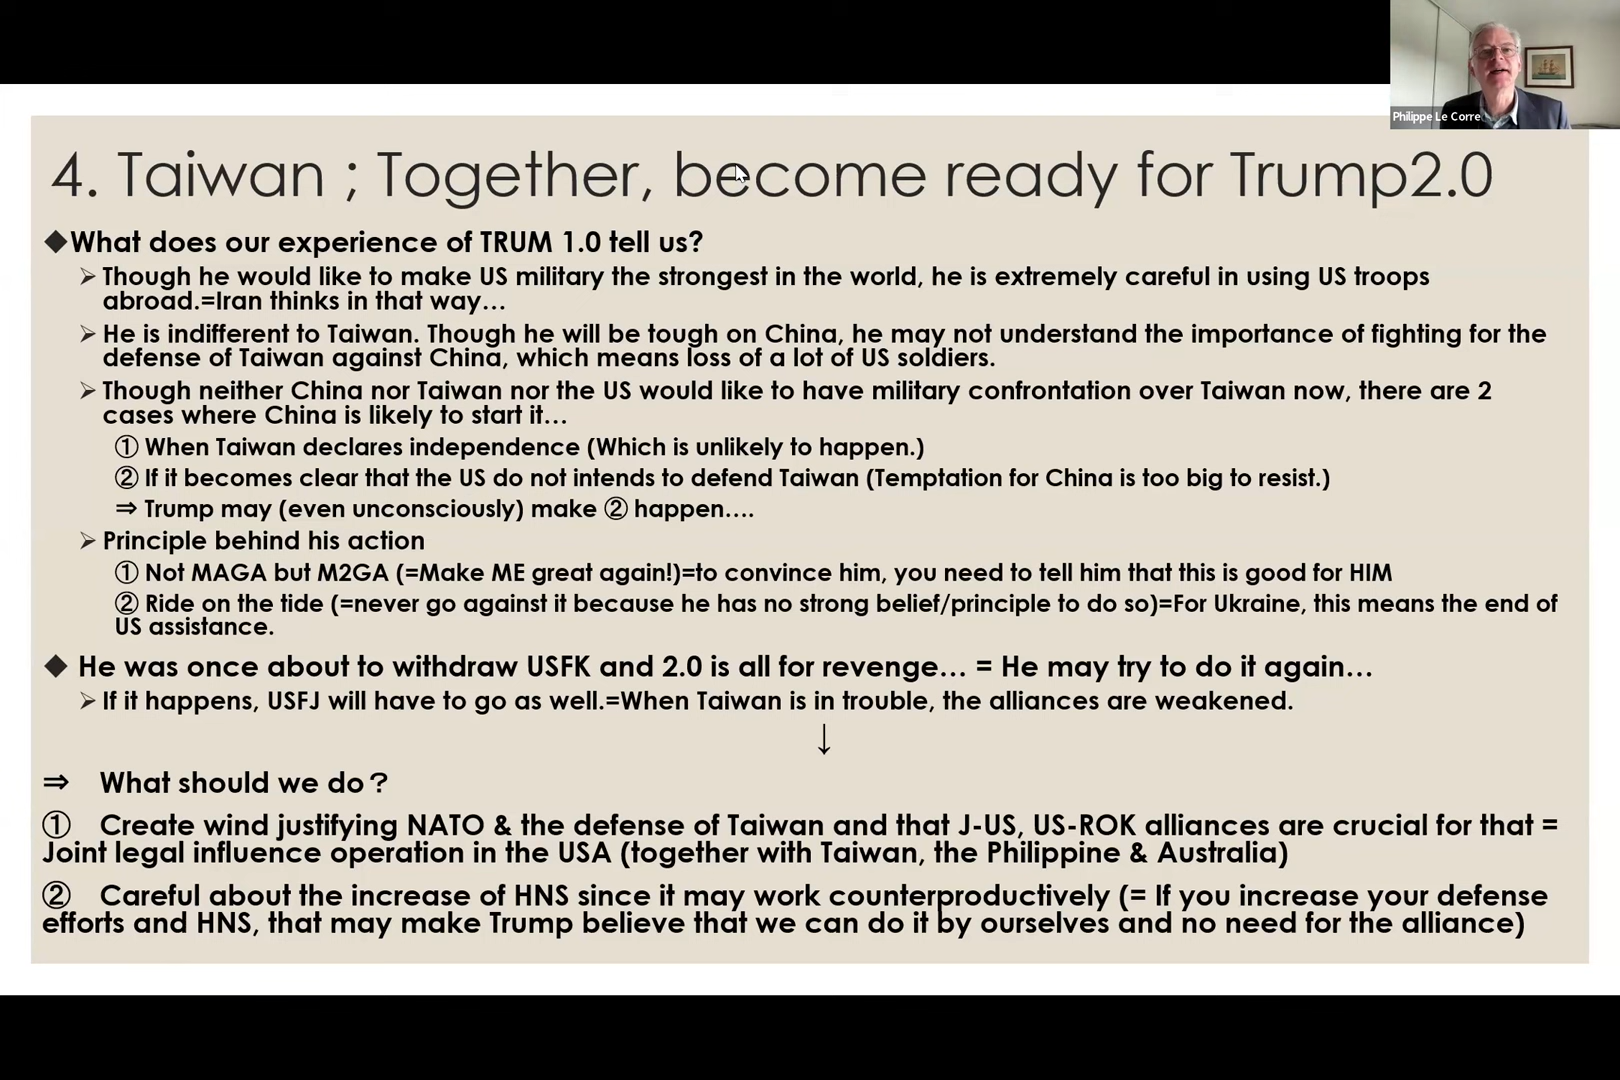 Philippe Le Corre
4. Taiwan ; Together, become ready for Trump2.0
◆What does our experience of TRUM 1.0 tell us?
➢ Though he would like to make US military the strongest in the world, he is extremely careful in using US troops
abroad.=Iran thinks in that way…
➢ He is indifferent to Taiwan. Though he will be tough on China, he may not understand the importance of fighting for the
defense of Taiwan against China, which means loss of a lot of US soldiers.
➢ Though neither China nor Taiwan nor the US would like to have military confrontation over Taiwan now, there are 2
cases where China is likely to start it…
① When Taiwan declares independence (Which is unlikely to happen.)
② If it becomes clear that the US do not intends to defend Taiwan (Temptation for China is too big to resist.)
⇒ Trump may (even unconsciously) make ② happen….
➢ Principle behind his action
① Not MAGA but M2GA (=Make ME great again!)=to convince him, you need to tell him that this is good for HIM
② Ride on the tide (=never go against it because he has no strong belief/principle to do so)=For Ukraine, this means the end of
US assistance.
◆ He was once about to withdraw USFK and 2.0 is all for revenge… = He may try to do it again…
➢ If it happens, USFJ will have to go as well.=When Taiwan is in trouble, the alliances are weakened.
↓
⇒ What should we do？
① Create wind justifying NATO & the defense of Taiwan and that J-US, US-ROK alliances are crucial for that =
Joint legal influence operation in the USA (together with Taiwan, the Philippine & Australia)
② Careful about the increase of HNS since it may work counterproductively (= If you increase your defense
efforts and HNS, that may make Trump believe that we can do it by ourselves and no need for the alliance)